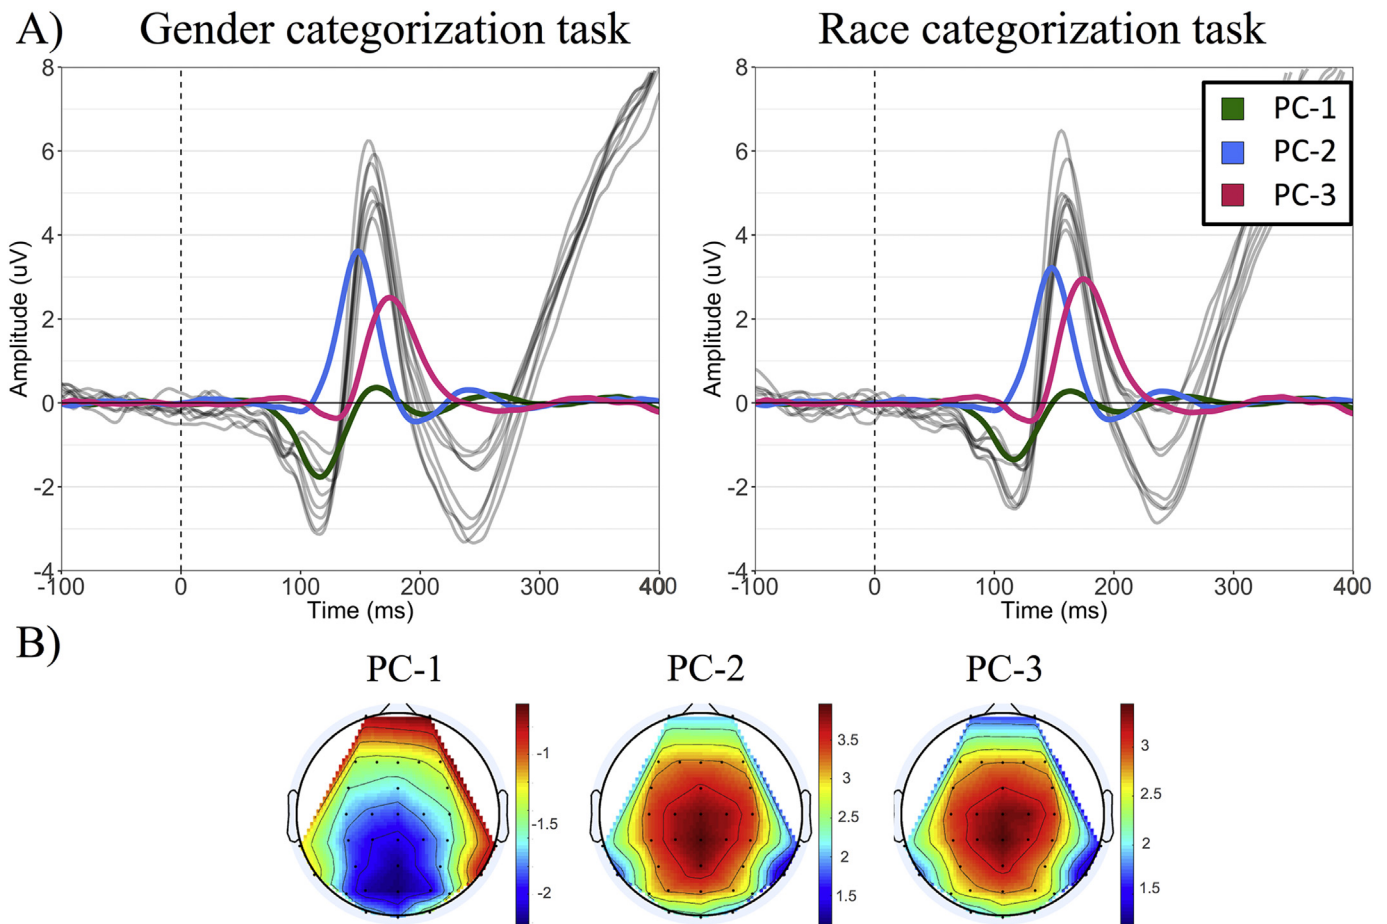 A) Gender categorization task Race categorization task
8 8
PC-1
6 6
PC-2
PC-3
4 4
Amplitude (uV) Amplitude (uV)
2 2
0 0
-2 -2
-4 -4
-100 0 100 200 300 400 -100 0 100 200 300 400
Time (ms) Time (ms)
B)
PC-1 PC-2 PC-3
-1 3.5 3
3 2.5
-1.5 2.5 2
2
-2 1.5 1.5